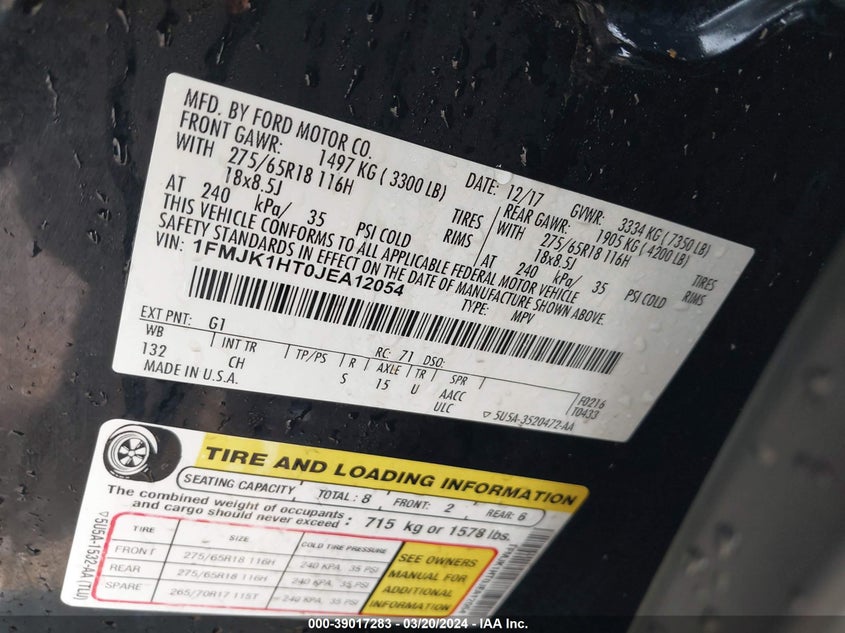 MFD. BY FORD MOTOR CO.
DATE: 12/17 GVWR: 3334 KG (7350 LB)
FRONT GAWR: 1497 KG ( 3300 LB) REAR GAWR: 1905 KG (4200 LB)
WITH 275/65R18 116H TIRES WITH 275/65R18 116H TIRES
18x8.5J RIMS 18x8.5J RIMS
AT 240 kPa/ 35 PSI COLD AT 240 kPa/ 35 PSI COLD
THIS VEHICLE CONFORMS TO ALL APPLICABLE FEDERAL MOTOR VEHICLE
SAFETY STANDARDS IN EFFECT ON THE DATE OF MANUFACTURE SHOWN ABOVE.
VIN: 1FMJK1HT0JEA12054
TYPE: MPV
EXT PNT: G1 RC: 71 DSO:
WB INT TR TP/PS R AXLE TR SPR
132 CH S 15 U AACC
ULC
MADE IN U.S.A.
F0216
T0433
▽ 5U5A-3520472-AA
TIRE AND LOADING INFORMATION
SEATING CAPACITY TOTAL: 8 FRONT: 2 REAR: 6
The combined weight of occupants
and cargo should never exceed : 715 kg or 1578 lbs.
TIRE SIZE COLD TIRE PRESSURE
FRONT 275/65R18 116H 240 KPA, 35 PSI
REAR 275/65R18 116H 240 KPA, 35 PSI
SPARE 265/70R17 115T 240 KPA, 35 PSI
SEE OWNERS
MANUAL FOR
ADDITIONAL
INFORMATION
▽5U5A-1532-AA(TLU)
000-39017283 - 03/20/2024 - IAA Inc.